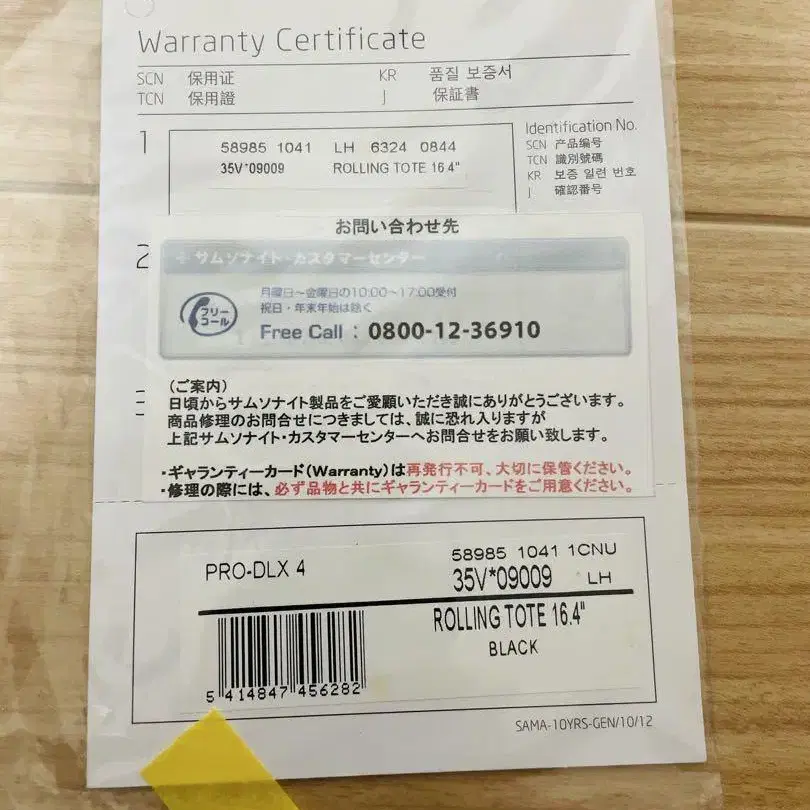 Warranty Certificate
SCN 保用证 KR 품질 보증서
TCN 保用證 J 保証書
1
58985 1041 LH 6324 0844
35V*09009 ROLLING TOTE 16.4"
Identification No.
SCN 产品编号
TCN 識別號碼
KR 보증 일련 번호
J 確認番号
お問い合わせ先
2
サムソナイト・カスタマーセンター
月曜日～金曜日の10:00～17:00受付
祝日・年末年始は除く
フリーコール
Free Call : 0800-12-36910
3
(ご案内)
日頃からサムソナイト製品をご愛願いただき誠にありがとうございます。
商品修理のお問合せにつきましては、誠に恐れ入りますが
上記サムソナイト・カスタマーセンターへお問合せをお願い致します。
・ギャランティーカード(Warranty)は再発行不可、大切に保管ください。
・修理の際には、必ず品物と共にギャランティーカードをご用意ください。
PRO-DLX 4
58985 1041 1CNU
35V*09009 LH
ROLLING TOTE 16.4"
BLACK
5 414847 456282
SAMA-10YRS-GEN/10/12